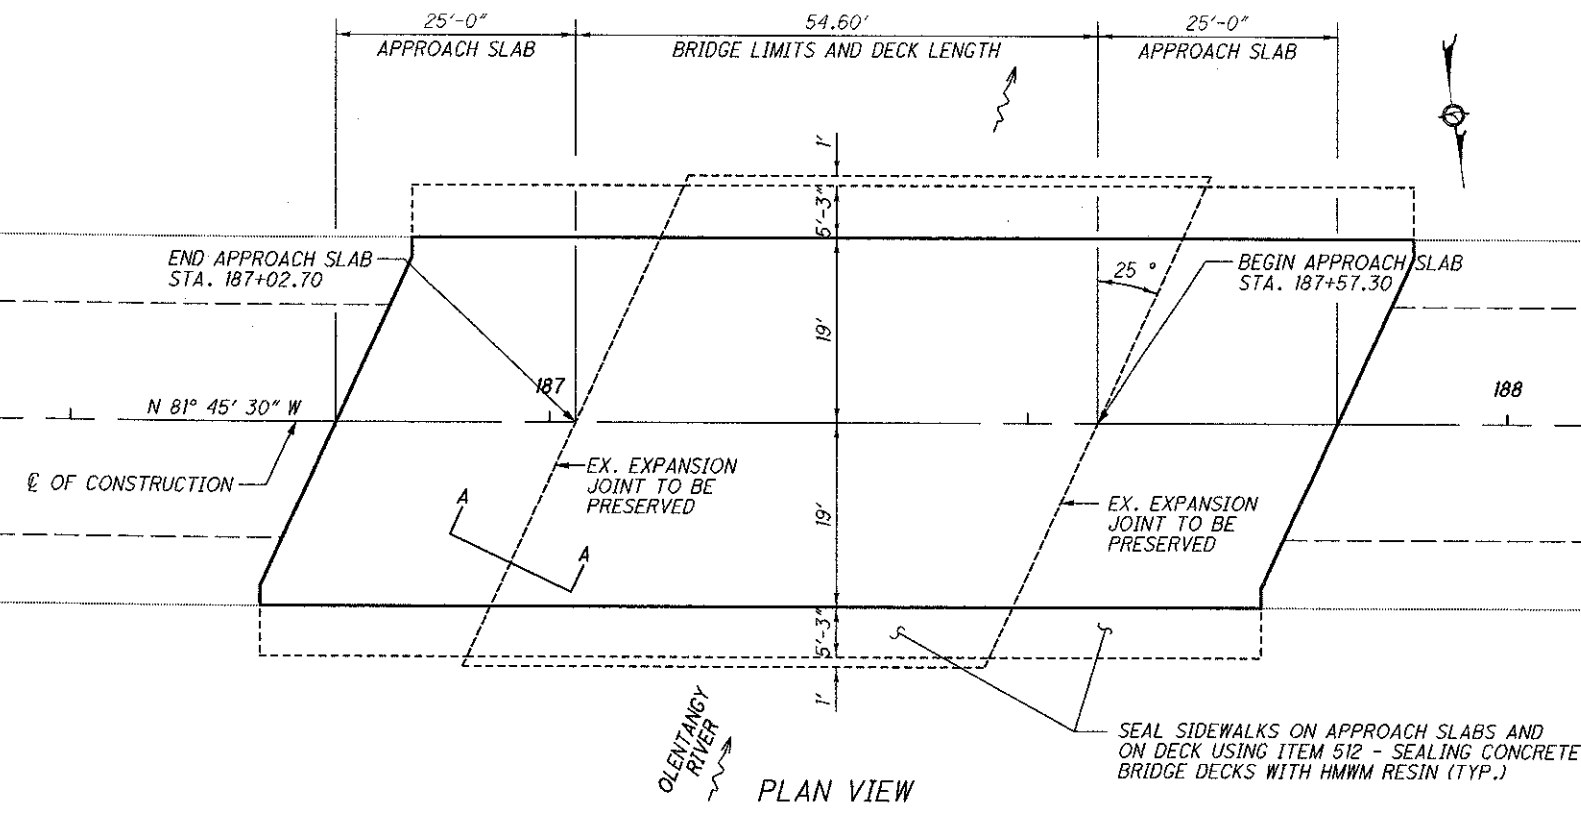 25'-0"
APPROACH SLAB
54.60'
BRIDGE LIMITS AND DECK LENGTH
25'-0"
APPROACH SLAB
1'
5'-3"
END APPROACH SLAB
STA. 187+02.70
25 °
BEGIN APPROACH SLAB
STA. 187+57.30
19'
187
188
N 81° 45' 30" W
℄ OF CONSTRUCTION
EX. EXPANSION
JOINT TO BE
PRESERVED
A
A
19'
EX. EXPANSION
JOINT TO BE
PRESERVED
5'-3"
1'
OLENTANGY
RIVER
SEAL SIDEWALKS ON APPROACH SLABS AND
ON DECK USING ITEM 512 - SEALING CONCRETE
BRIDGE DECKS WITH HMWM RESIN (TYP.)
PLAN VIEW